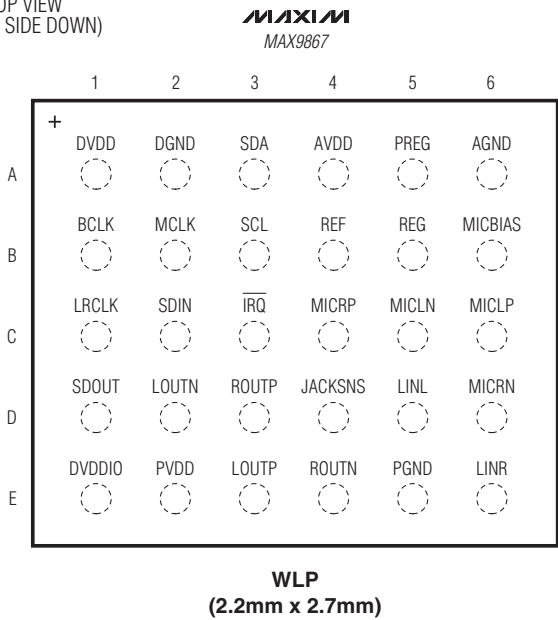 OP VIEW
SIDE DOWN)
MAXIM
MAX9867
1 2 3 4 5 6
+
DVDD DGND SDA AVDD PREG AGND
A
BCLK MCLK SCL REF REG MICBIAS
B
LRCLK SDIN IRQ MICRP MICLN MICLP
C
SDOUT LOUTN ROUTP JACKSNS LINL MICRN
D
DVDDIO PVDD LOUTP ROUTN PGND LINR
E
WLP
(2.2mm x 2.7mm)